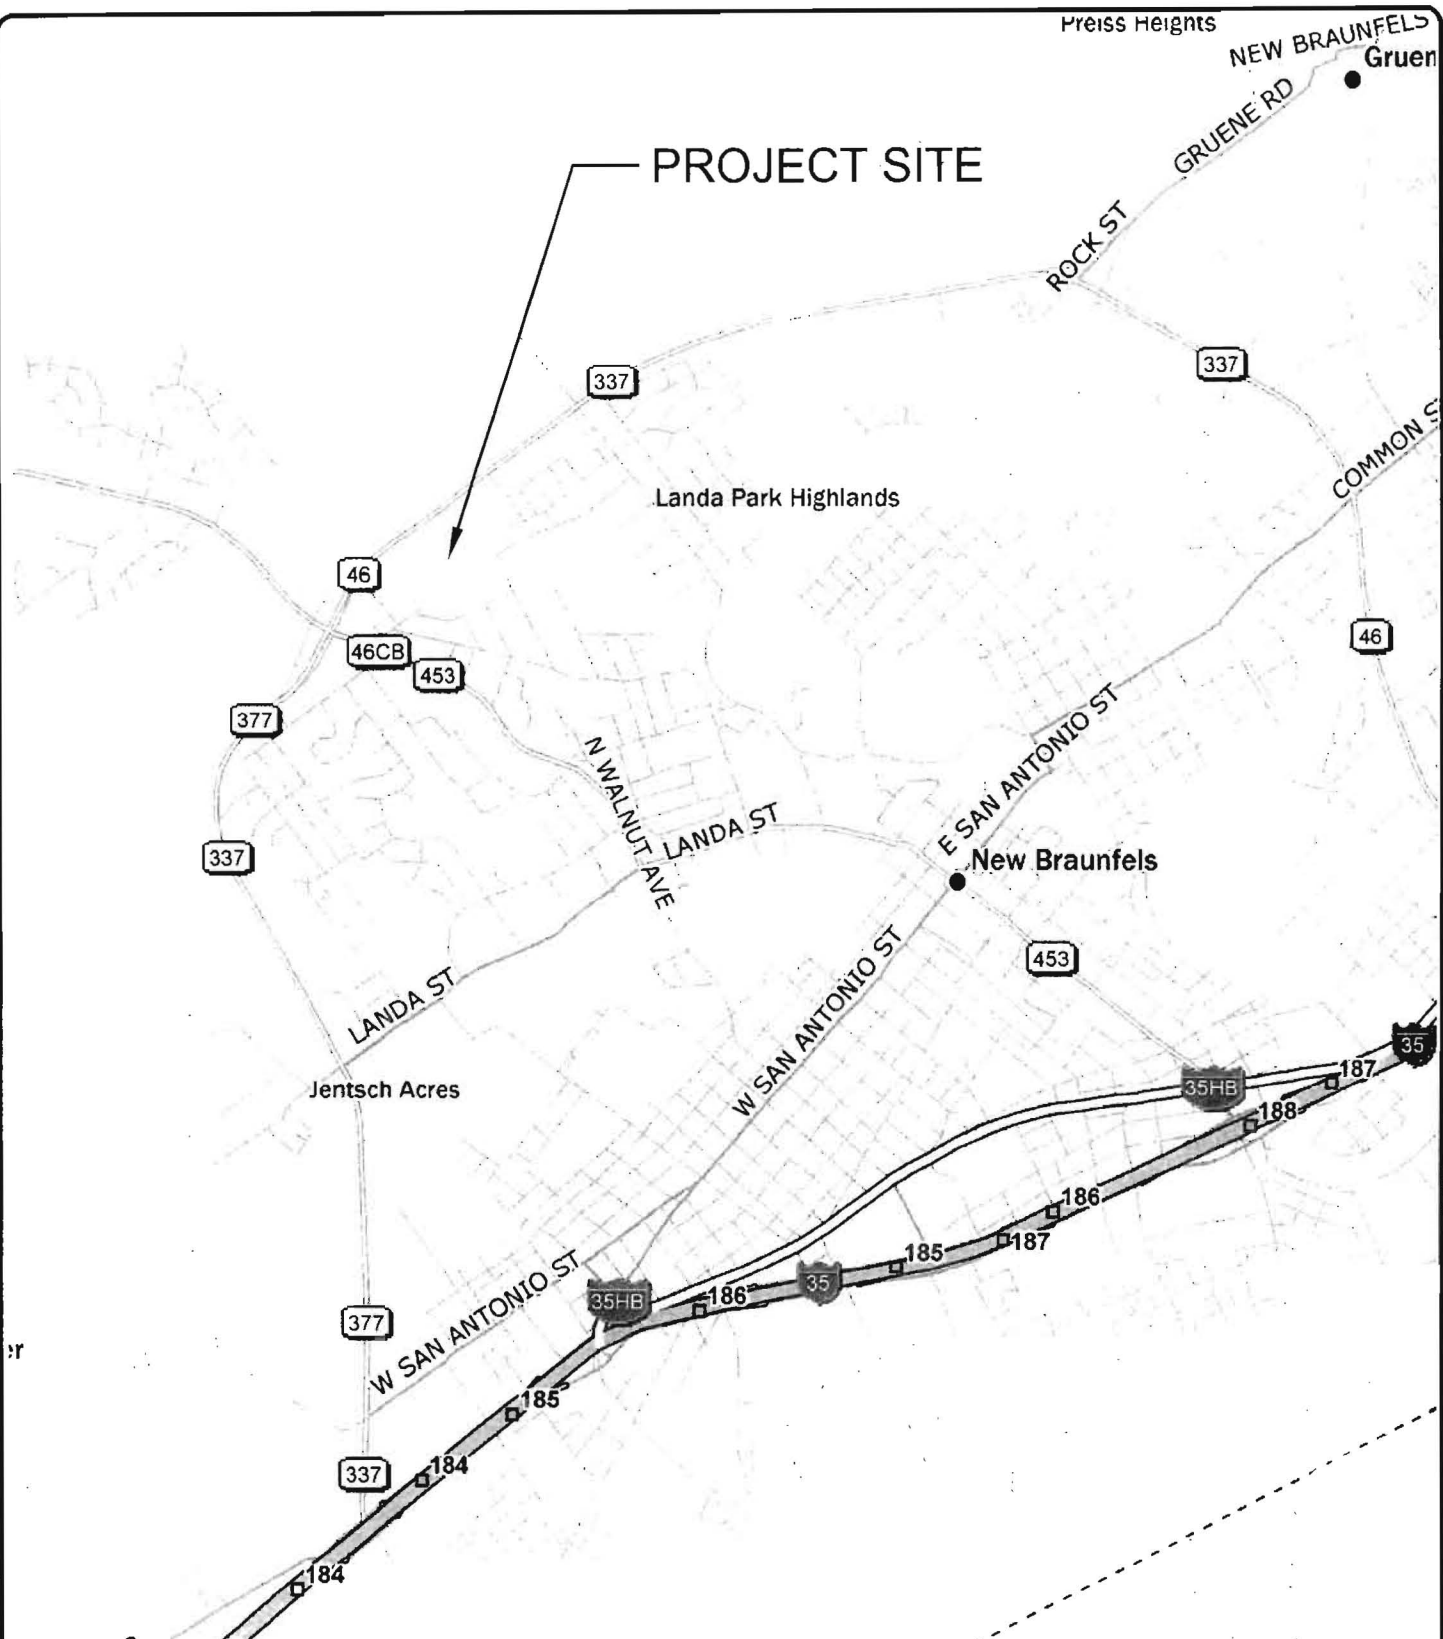 Preiss Heights
NEW BRAUNFELS
Gruen
GRUENE RD
PROJECT SITE
ROCK ST
337
337
COMMON S
Landa Park Highlands
46
46
46CB
453
377
E SAN ANTONIO ST
N WALNUT AVE
LANDA ST
337
New Braunfels
W SAN ANTONIO ST
453
LANDA ST
35
187
Jentsch Acres
35HB
188
186
187
185
35
186
35HB
W SAN ANTONIO ST
377
er
185
184
337
184